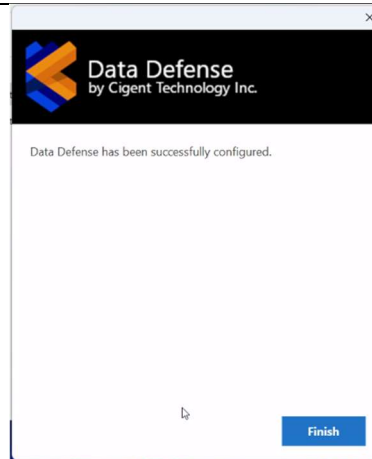 Data Defense
by Cigent Technology Inc.
Data Defense has been successfully configured.
Finish